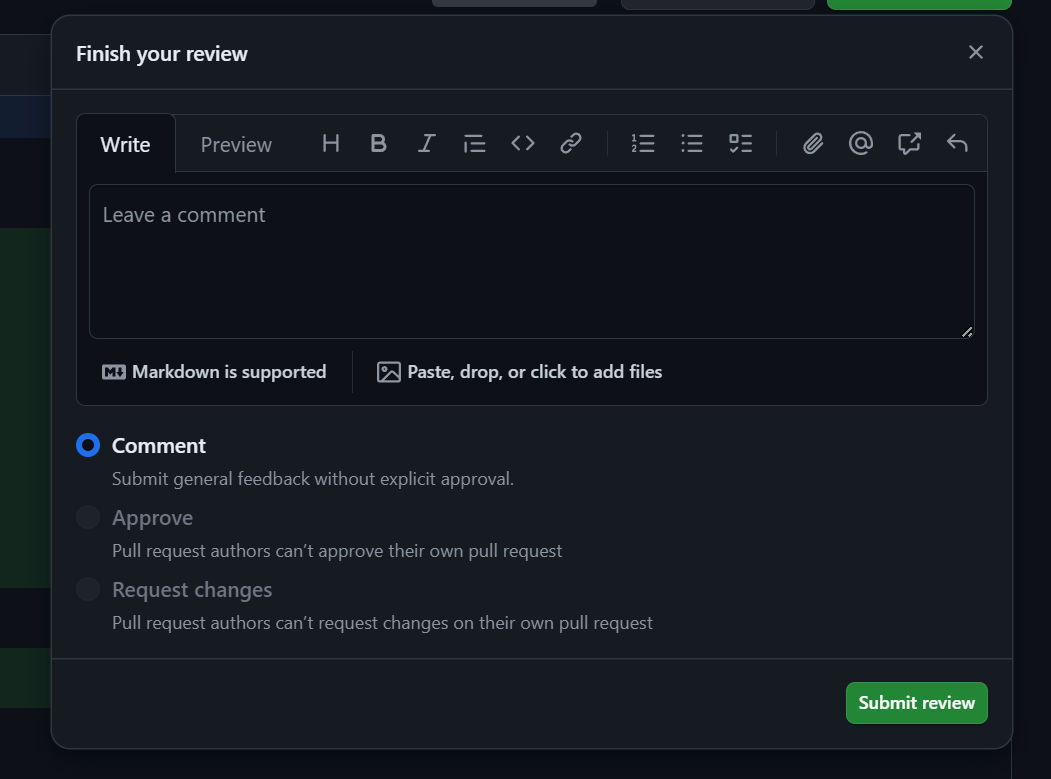 Finish your review
Write
Preview
Leave a comment
Markdown is supported
Paste, drop, or click to add files
Comment
Submit general feedback without explicit approval.
Approve
Pull request authors can’t approve their own pull request
Request changes
Pull request authors can’t request changes on their own pull request
Submit review